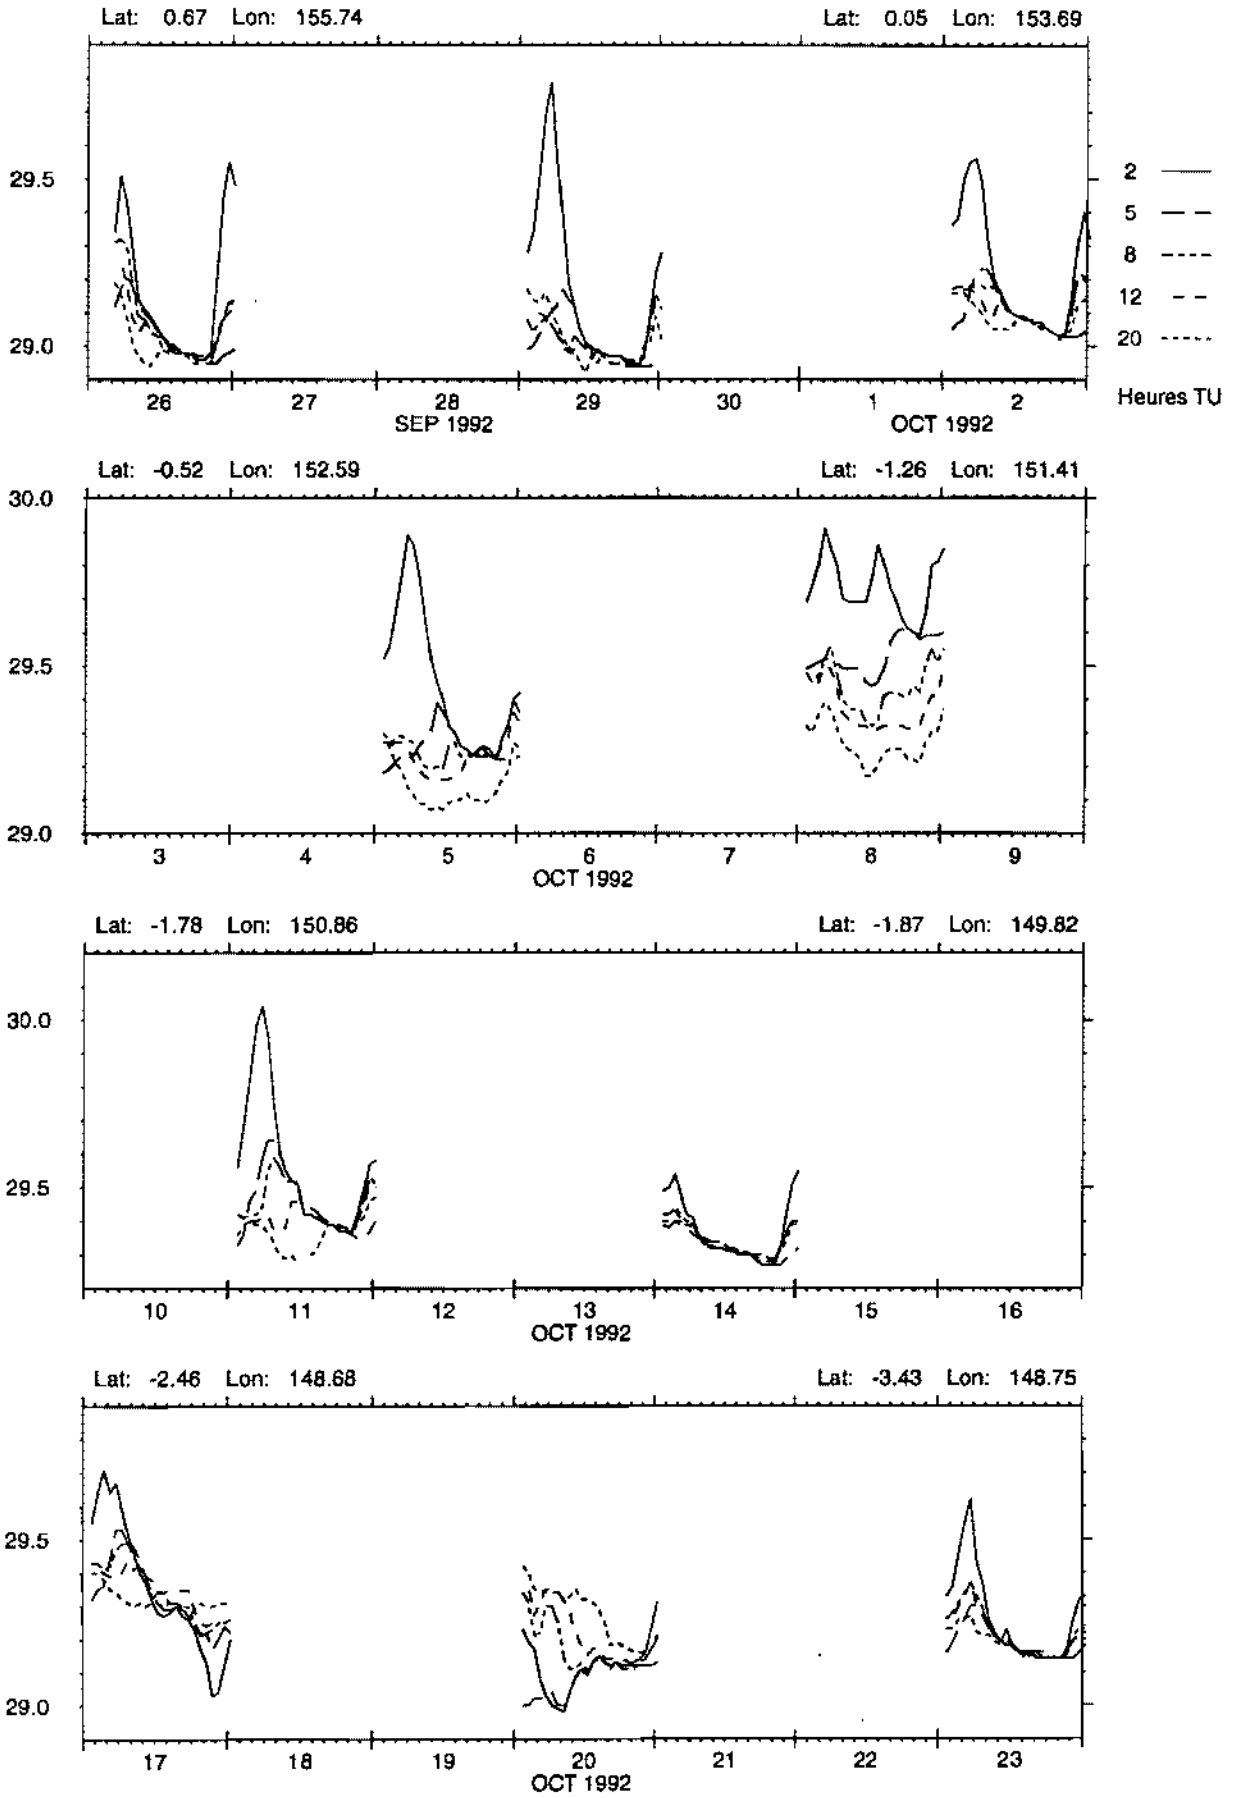 Lat: 0.67 Lon: 155.74 Lat: 0.05 Lon: 153.69
29.5
29.0
2
5
8
12
20
Heures TU
26 27 28 29 30 1 2
SEP 1992 OCT 1992
Lat: -0.52 Lon: 152.59 Lat: -1.26 Lon: 151.41
30.0
29.5
29.0
3 4 5 6 7 8 9
OCT 1992
Lat: -1.78 Lon: 150.86 Lat: -1.87 Lon: 149.82
30.0
29.5
10 11 12 13 14 15 16
OCT 1992
Lat: -2.46 Lon: 148.68 Lat: -3.43 Lon: 148.75
29.5
29.0
17 18 19 20 21 22 23
OCT 1992